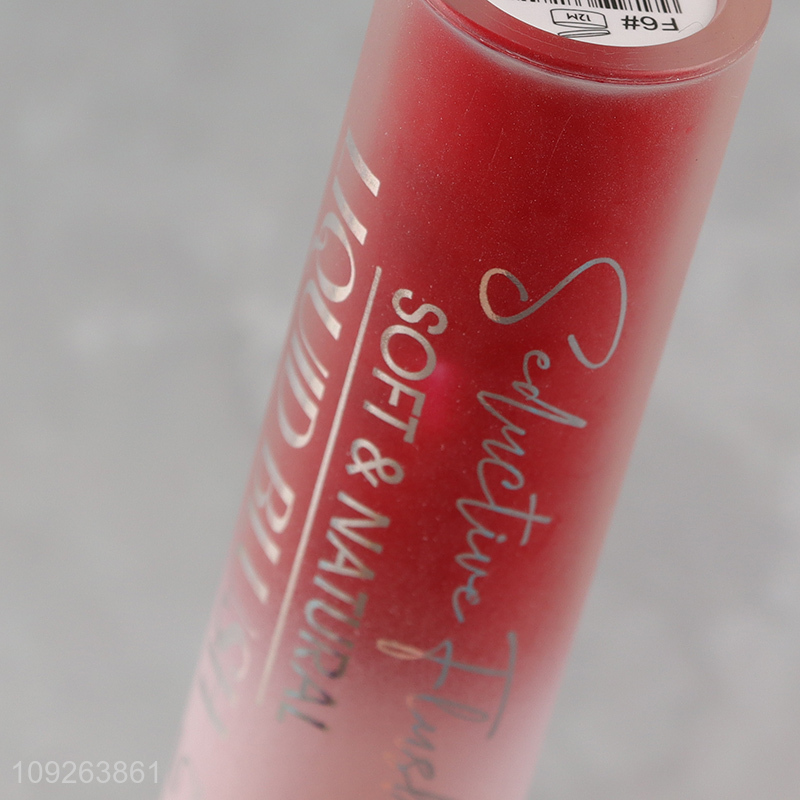 F6#
12M
Seductive Flush
SOFT & NATURAL
LIQUID BLUSH
109263861